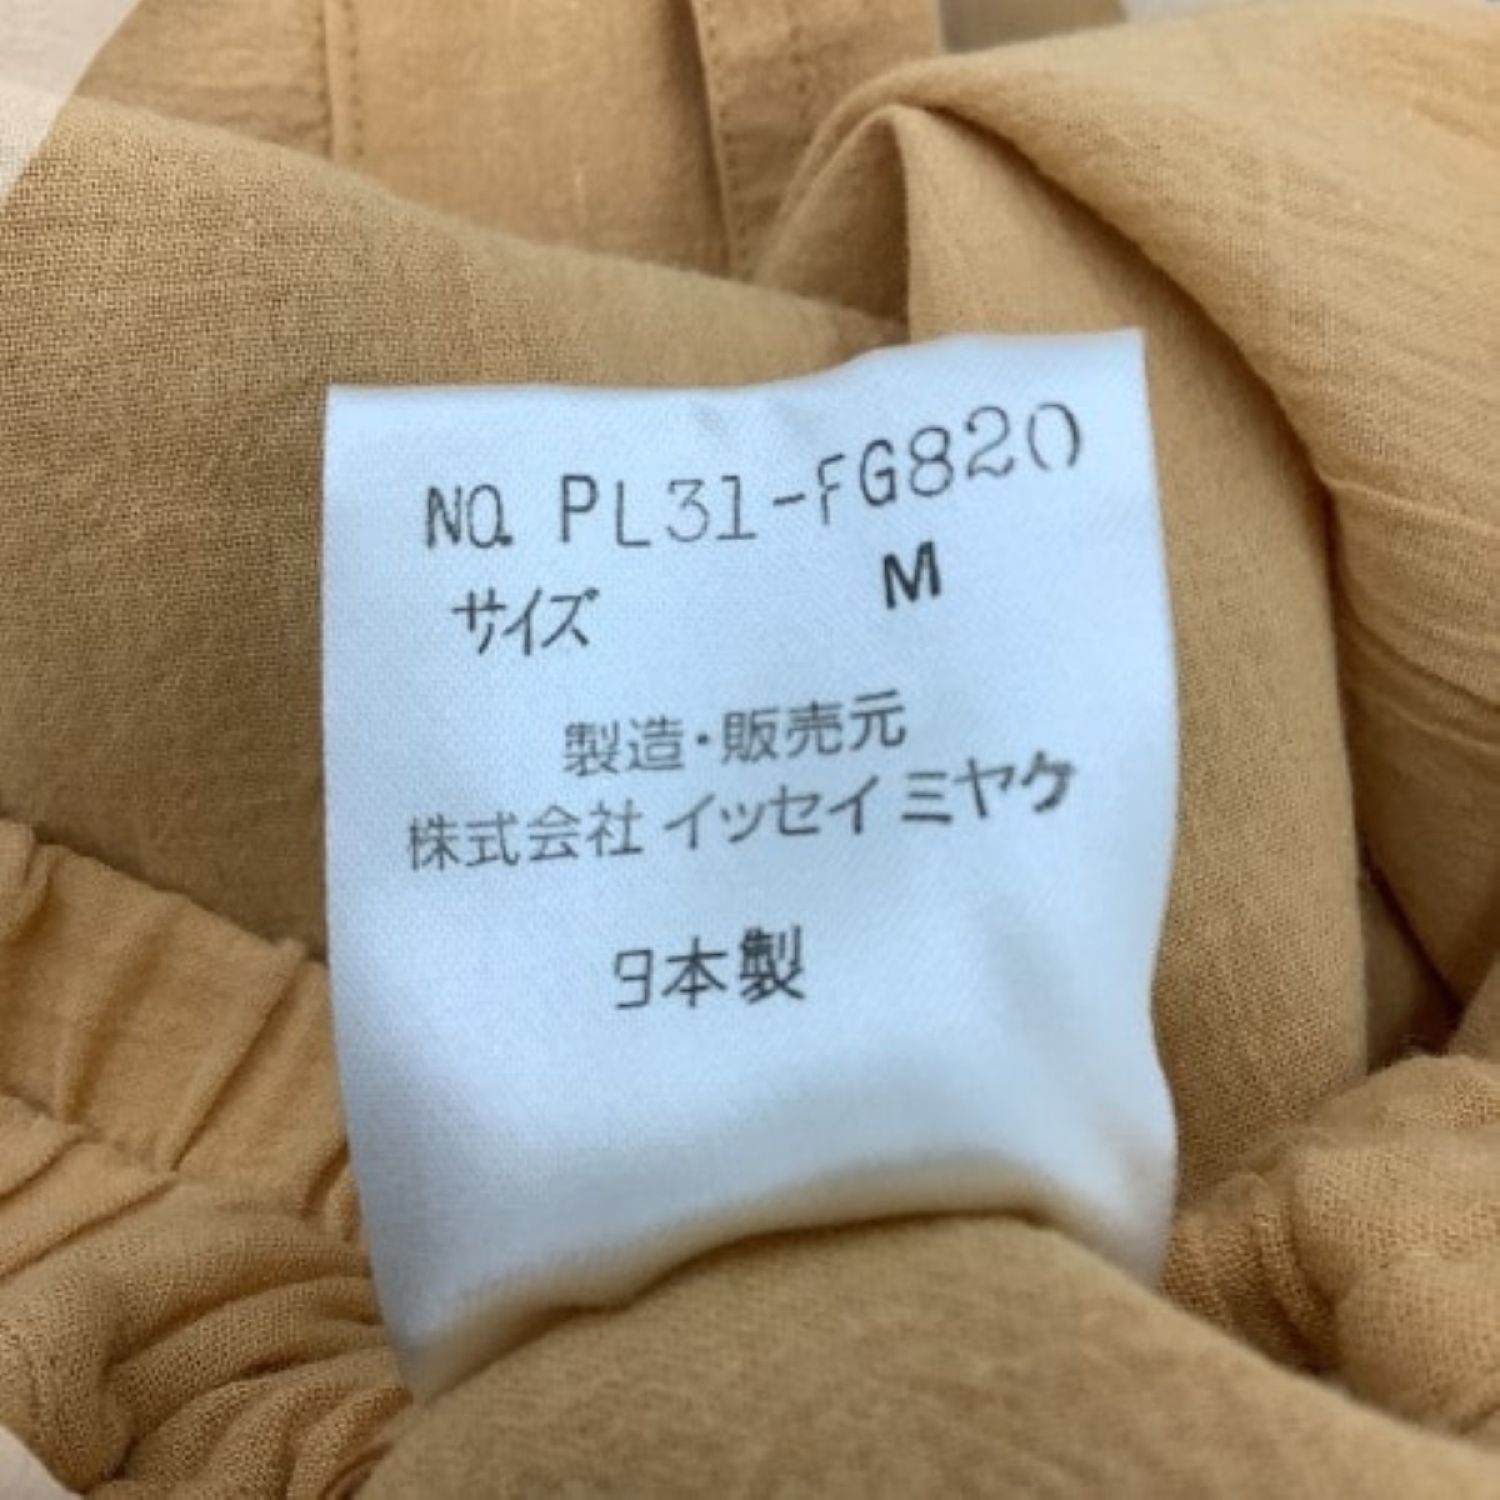 NO. PL31-FG820
サイズ M
製造・販売元
株式会社 イッセイ ミヤケ
日本製